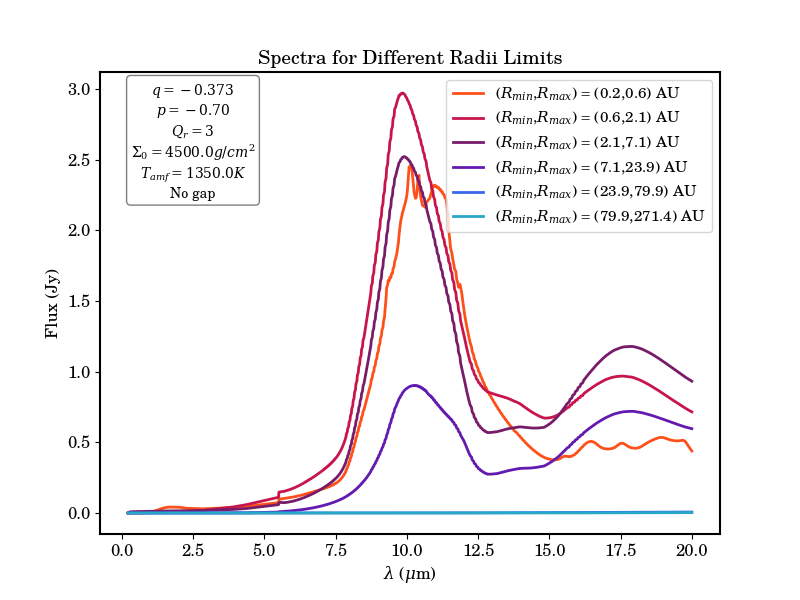 Spectra for Different Radii Limits
q = −0.373
p = −0.70
Q_r = 3
Σ_0 = 4500.0g/cm^2
T_amf = 1350.0K
No gap
(R_min,R_max) = (0.2,0.6) AU
(R_min,R_max) = (0.6,2.1) AU
(R_min,R_max) = (2.1,7.1) AU
(R_min,R_max) = (7.1,23.9) AU
(R_min,R_max) = (23.9,79.9) AU
(R_min,R_max) = (79.9,271.4) AU
Flux (Jy)
3.0
2.5
2.0
1.5
1.0
0.5
0.0
0.0 2.5 5.0 7.5 10.0 12.5 15.0 17.5 20.0
λ (μm)